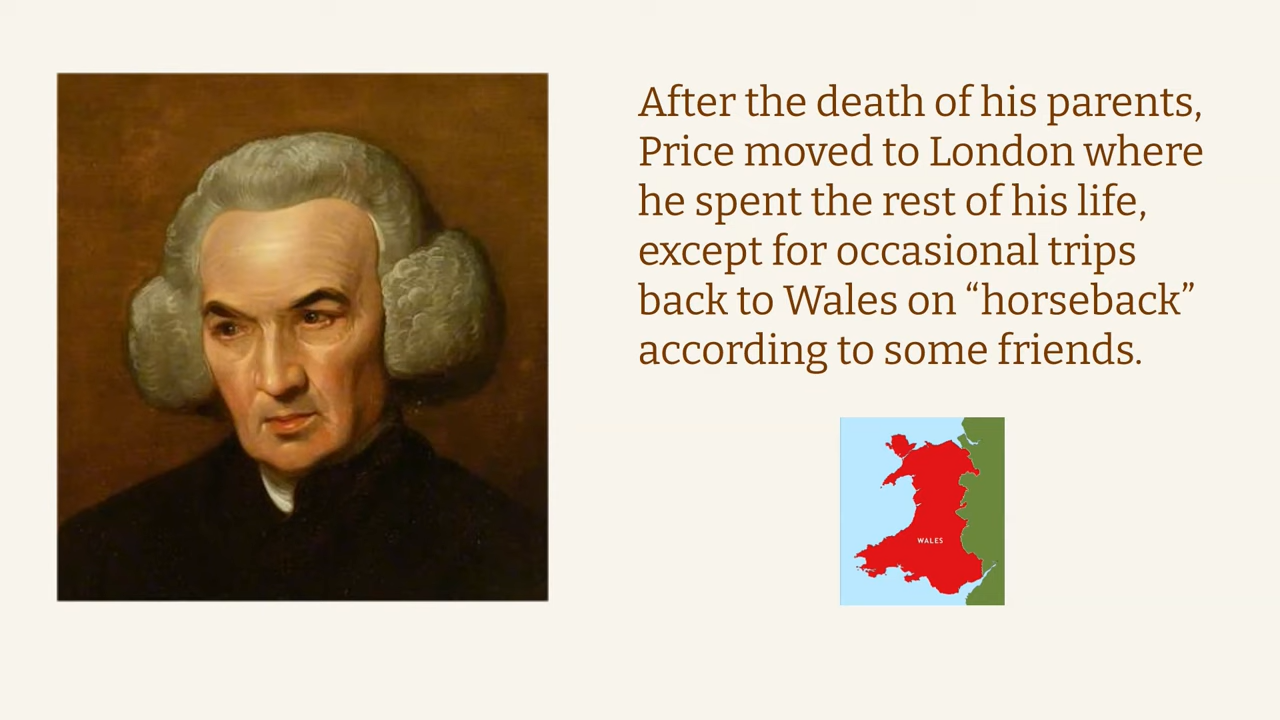 After the death of his parents,
Price moved to London where
he spent the rest of his life,
except for occasional trips
back to Wales on “horseback”
according to some friends.
WALES